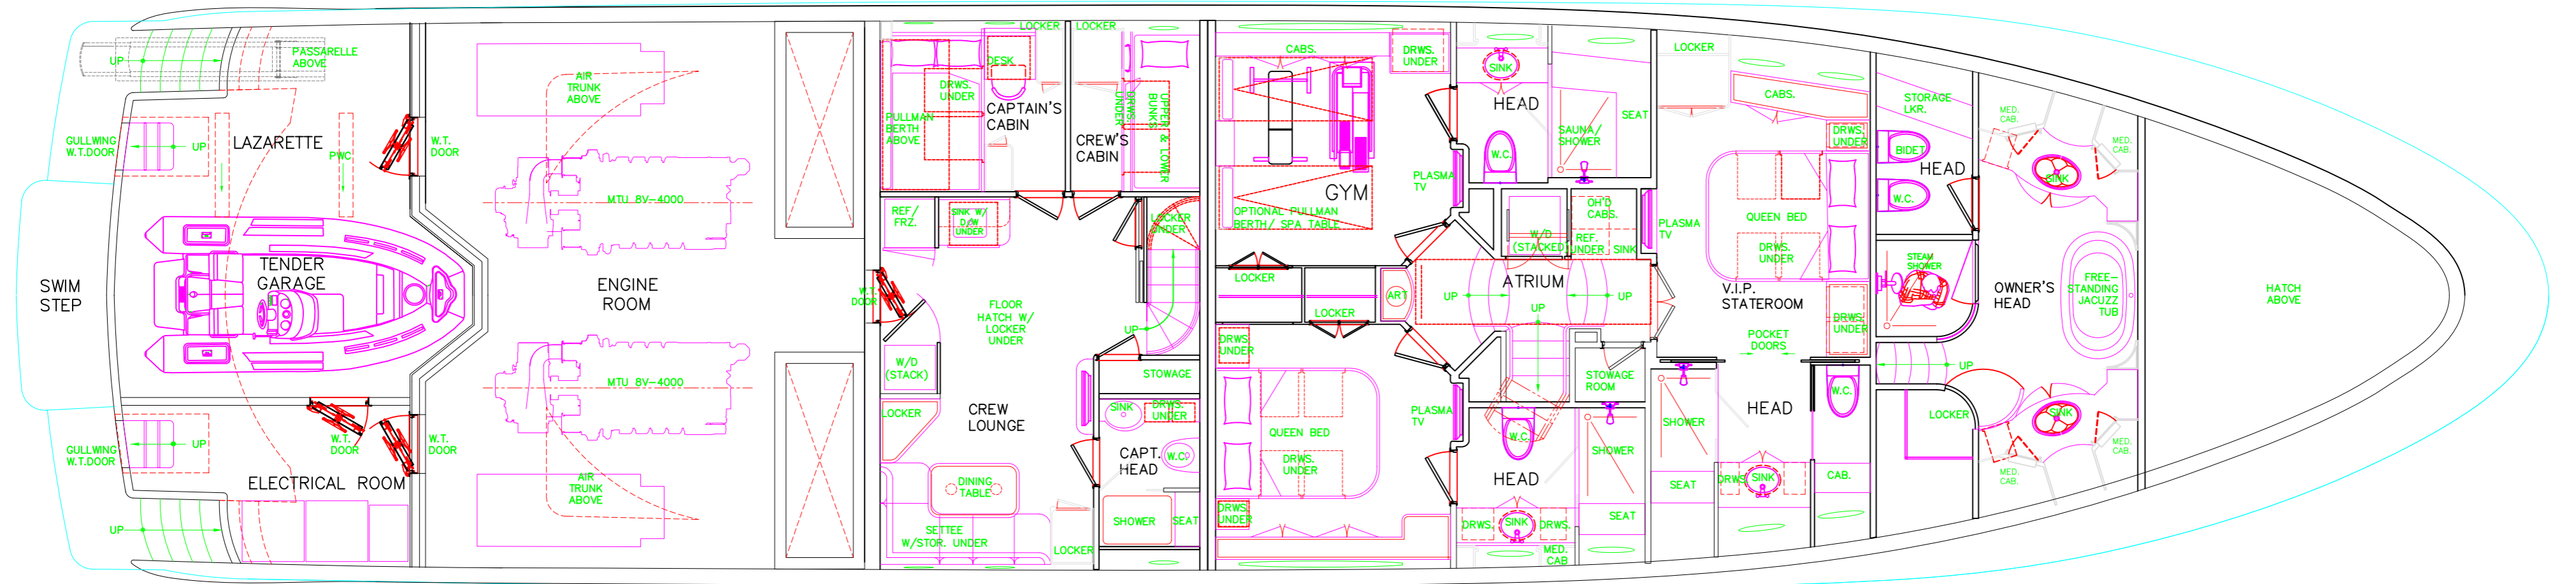 SWIM
STEP
UP
PASSARELLE
ABOVE
GULLWING
W.T.DOOR
UP
LAZARETTE
PWC
W.T.
DOOR
TENDER
GARAGE
GULLWING
W.T.DOOR
UP
W.T.
DOOR
W.T.
DOOR
ELECTRICAL ROOM
UP
AIR
TRUNK
ABOVE
MTU 8V-4000
ENGINE
ROOM
MTU 8V-4000
AIR
TRUNK
ABOVE
W.T.
DOOR
LOCKER
DESK
DRWS.
UNDER
PULLMAN
BERTH
ABOVE
CAPTAIN'S
CABIN
LOCKER
CREW'S
CABIN
DRWS.
UNDER
UPPER & LOWER
BUNKS
REF/
FRZ.
SINK W/
D/W
UNDER
LOCKER
UNDER
UP
FLOOR
HATCH W/
LOCKER
UNDER
W/D
(STACK)
LOCKER
CREW
LOUNGE
DINING
TABLE
SETTEE
W/STOR. UNDER
LOCKER
STOWAGE
SINK
DRWS.
UNDER
CAPT.
HEAD
W.C.
SHOWER
SEAT
CABS.
DRWS.
UNDER
GYM
OPTIONAL PULLMAN
BERTH/ SPA TABLE
PLASMA
TV
LOCKER
LOCKER
ART
DRWS
UNDER
QUEEN BED
DRWS.
UNDER
DRWS.
UNDER
PLASMA
TV
SINK
HEAD
W.C.
SAUNA/
SHOWER
SEAT
W/D
(STACKED)
OH'D
CABS.
REF.
UNDER
SINK
ATRIUM
UP
UP
UP
STOWAGE
ROOM
W.C.
HEAD
SHOWER
SEAT
DRWS.
SINK
DRWS.
MED.
CAB
LOCKER
CABS.
DRWS.
UNDER
PLASMA
TV
QUEEN BED
DRWS.
UNDER
V.I.P.
STATEROOM
DRWS.
UNDER
POCKET
DOORS
SHOWER
SEAT
HEAD
W.C.
DRWS
SINK
CAB.
STORAGE
LKR.
BIDET
HEAD
W.C.
STEAM
SHOWER
UP
LOCKER
OWNER'S
HEAD
MED.
CAB.
MED.
CAB.
SINK
FREE-
STANDING
JACUZZ
TUB
SINK
MED.
CAB.
MED.
CAB.
HATCH
ABOVE